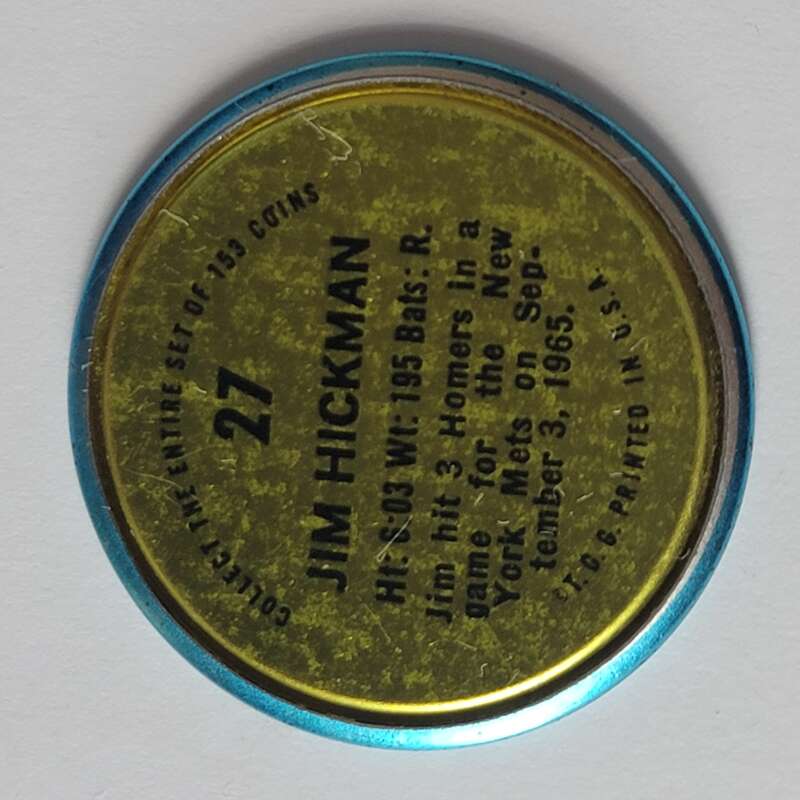 COLLECT THE ENTIRE SET OF 153 COINS
27
JIM HICKMAN
Ht: 6-03 Wt: 195 Bats: R.
Jim hit 3 Homers in a
game for the New
York Mets on Sep-
tember 3, 1965.
©T.C.G. PRINTED IN U.S.A.